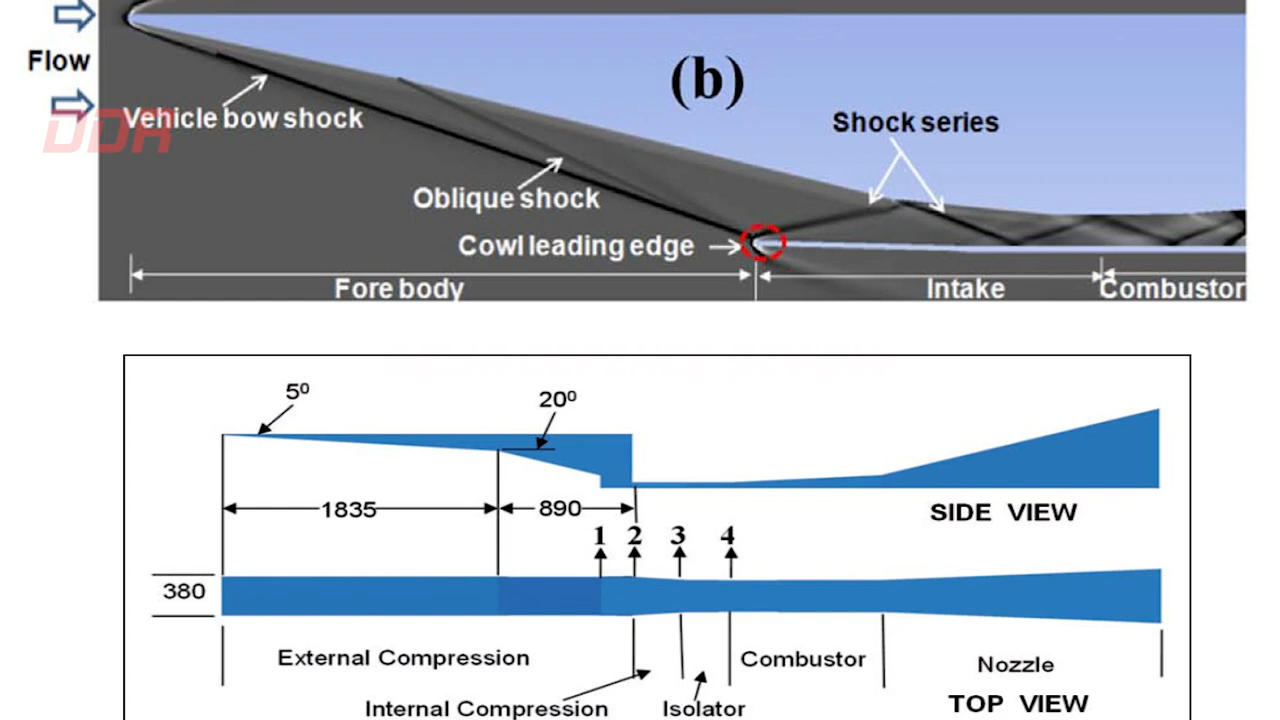 Flow
DDR
(b)
Vehicle bow shock
Shock series
Oblique shock
Cowl leading edge
Fore body
Intake
Combustor
5⁰
20⁰
1835
890
SIDE VIEW
1 2 3 4
380
External Compression
Combustor
Nozzle
Internal Compression
Isolator
TOP VIEW